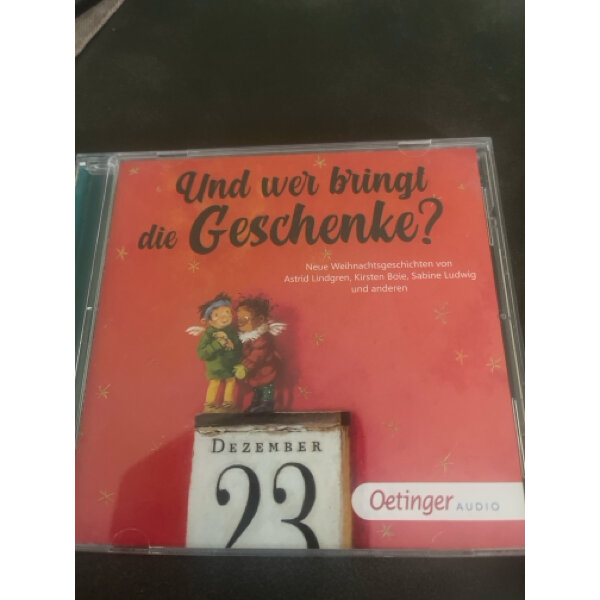 Und wer bringt
die Geschenke?
Neue Weihnachtsgeschichten von
Astrid Lindgren, Kirsten Boie, Sabine Ludwig
und anderen
DEZEMBER
23
Oetinger AUDIO